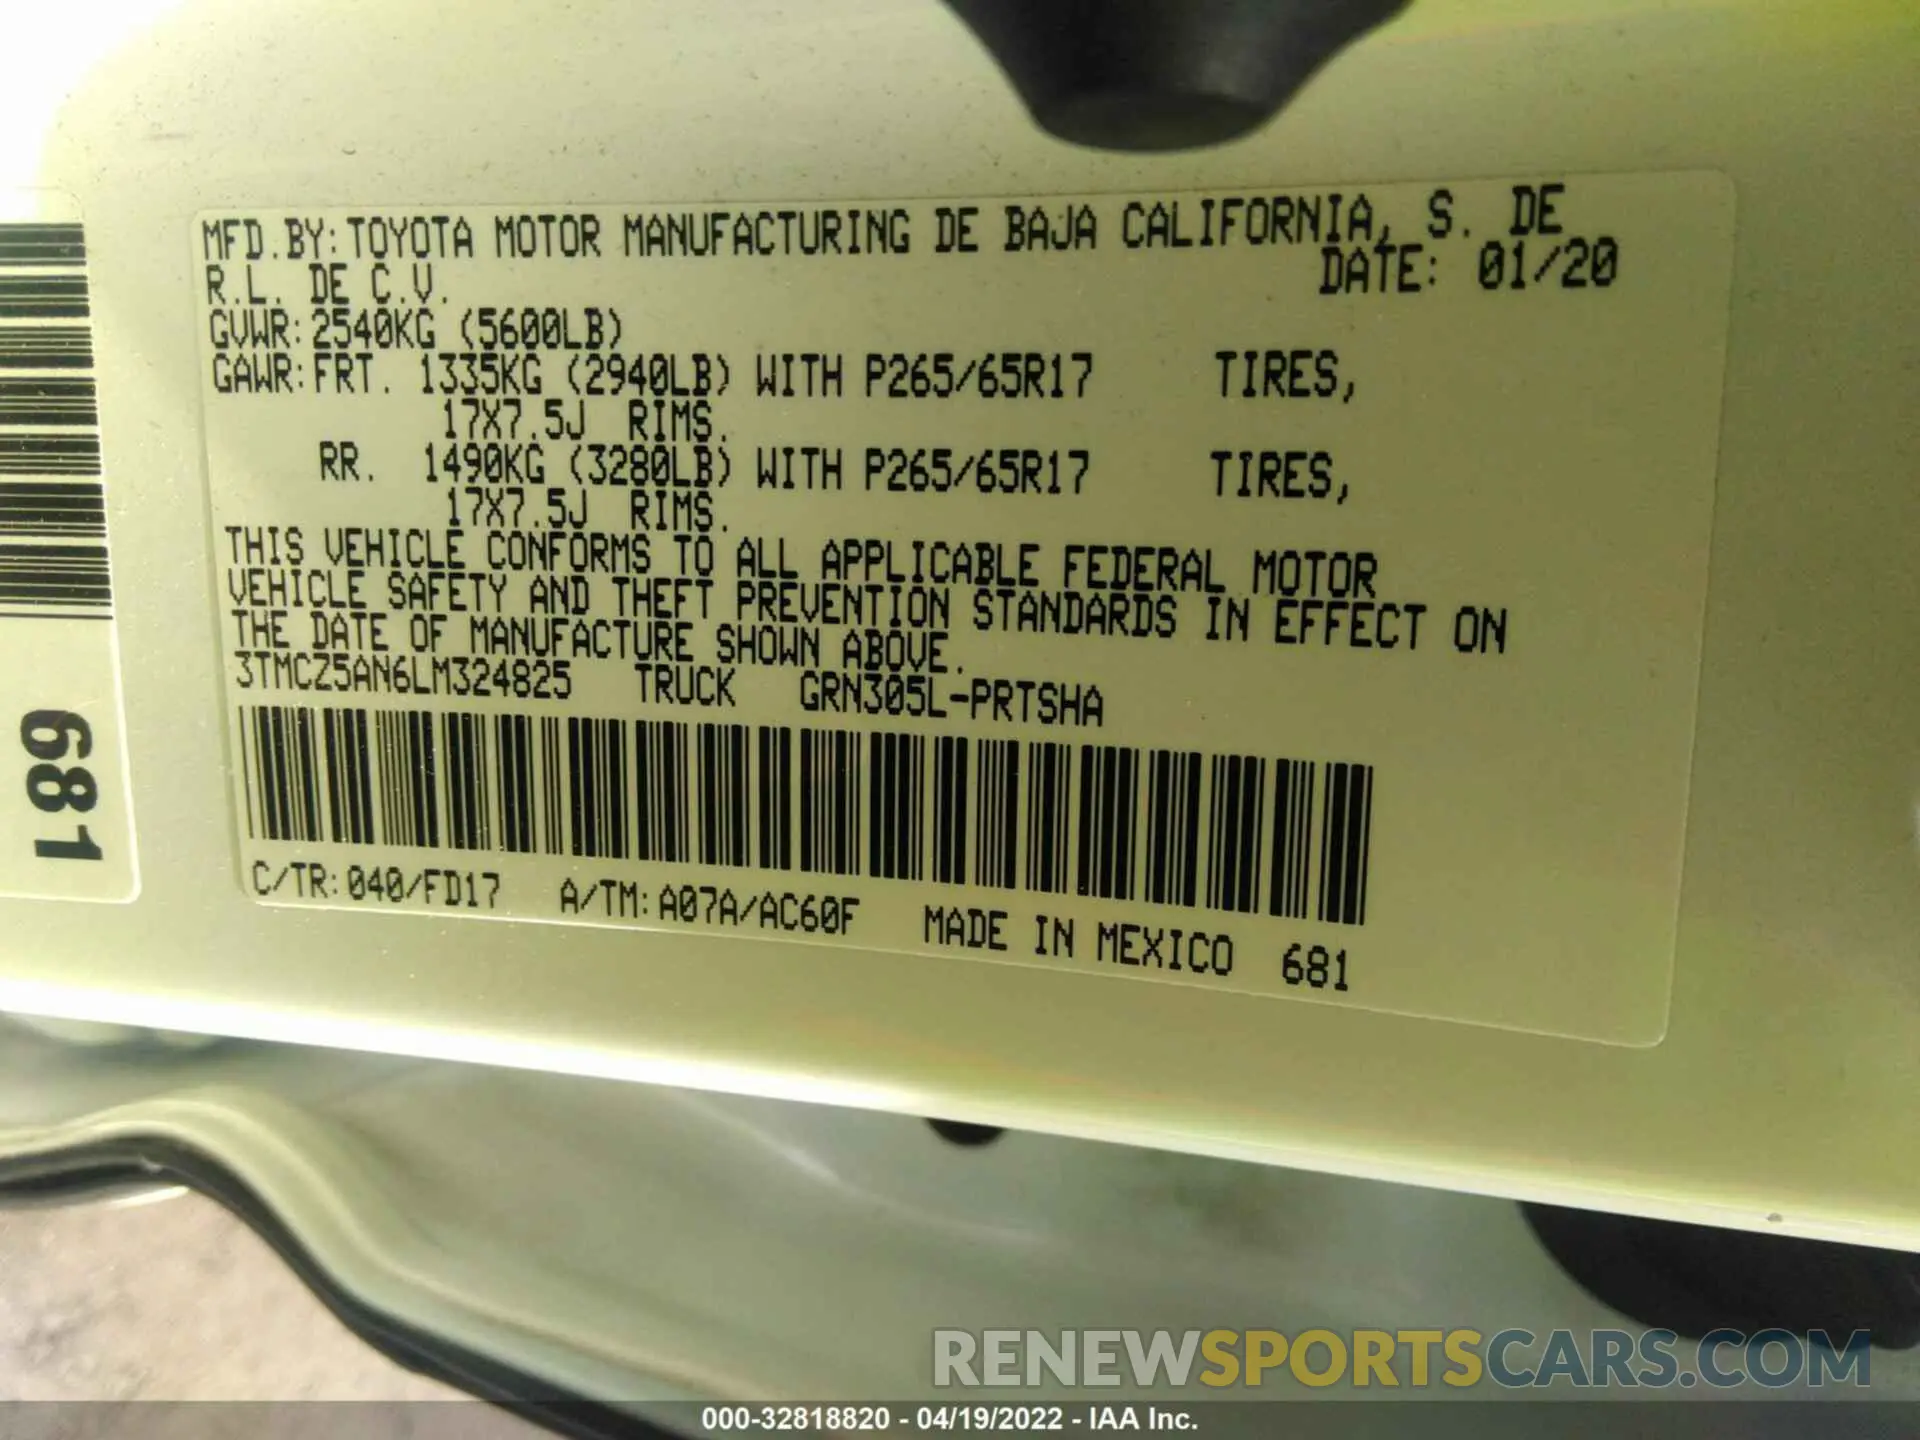 MFD.BY:TOYOTA MOTOR MANUFACTURING DE BAJA CALIFORNIA, S. DE
R.L. DE C.V. DATE: 01/20
GVWR:2540KG (5600LB)
GAWR:FRT. 1335KG (2940LB) WITH P265/65R17 TIRES,
17X7.5J RIMS.
RR. 1490KG (3280LB) WITH P265/65R17 TIRES,
17X7.5J RIMS.
THIS VEHICLE CONFORMS TO ALL APPLICABLE FEDERAL MOTOR
VEHICLE SAFETY AND THEFT PREVENTION STANDARDS IN EFFECT ON
THE DATE OF MANUFACTURE SHOWN ABOVE.
3TMCZ5AN6LM324825 TRUCK GRN305L-PRTSHA
C/TR:040/FD17 A/TM:A07A/AC60F MADE IN MEXICO 681
681
RENEWSPORTSCARS.COM
000-32818820 - 04/19/2022 - IAA Inc.